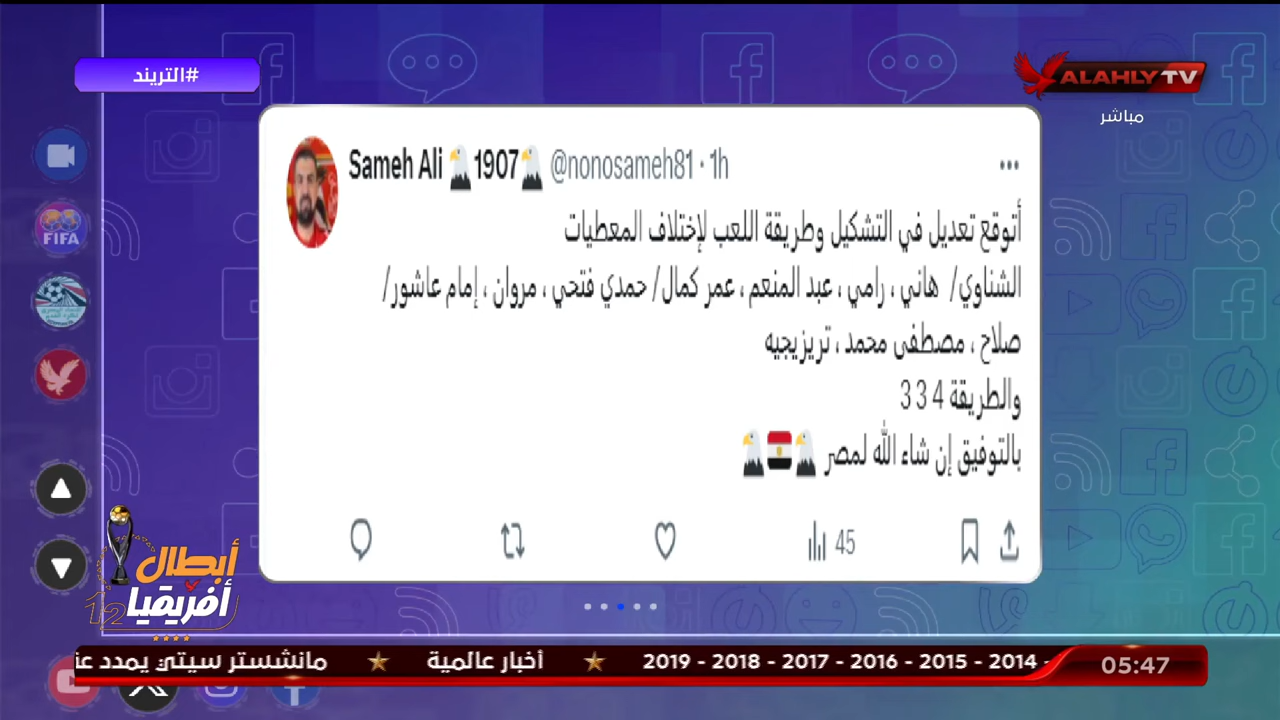 #التريند
ALAHLY TV
مباشر
FIFA
Sameh Ali 🦅1907🦅 @nonosameh81 · 1h
أتوقع تعديل في التشكيل وطريقة اللعب لإختلاف المعطيات
الشناوي/ هاني ، رامي ، عبد المنعم ، عمر كمال/ حمدي فتحي ، مروان ، إمام عاشور/
صلاح ، مصطفى محمد ، تريزيجيه
والطريقة 4 3 3
بالتوفيق إن شاء الله لمصر 🦅🇪🇬🦅
45
أبطال
أفريقيا
12
2014 - 2015 - 2016 - 2017 - 2018 - 2019 ★ أخبار عالمية ★ مانشستر سيتي يمدد
05:47